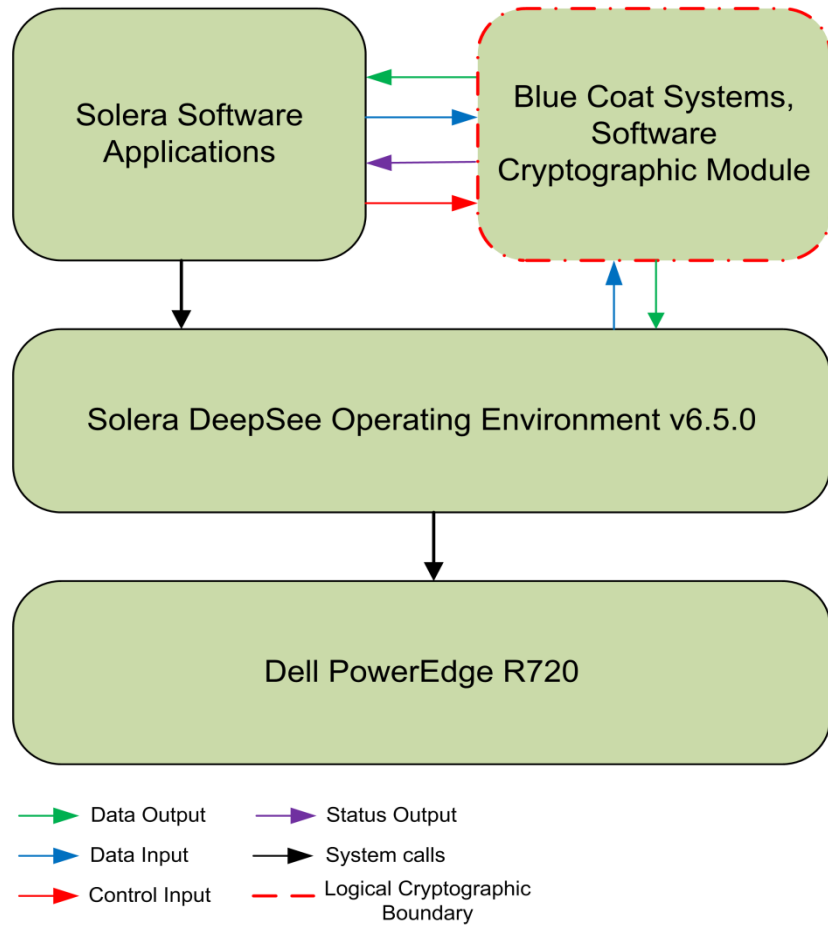 Solera Software
Applications
Blue Coat Systems,
Software
Cryptographic Module
Solera DeepSee Operating Environment v6.5.0
Dell PowerEdge R720
Data Output
Status Output
Data Input
System calls
Control Input
Logical Cryptographic
Boundary